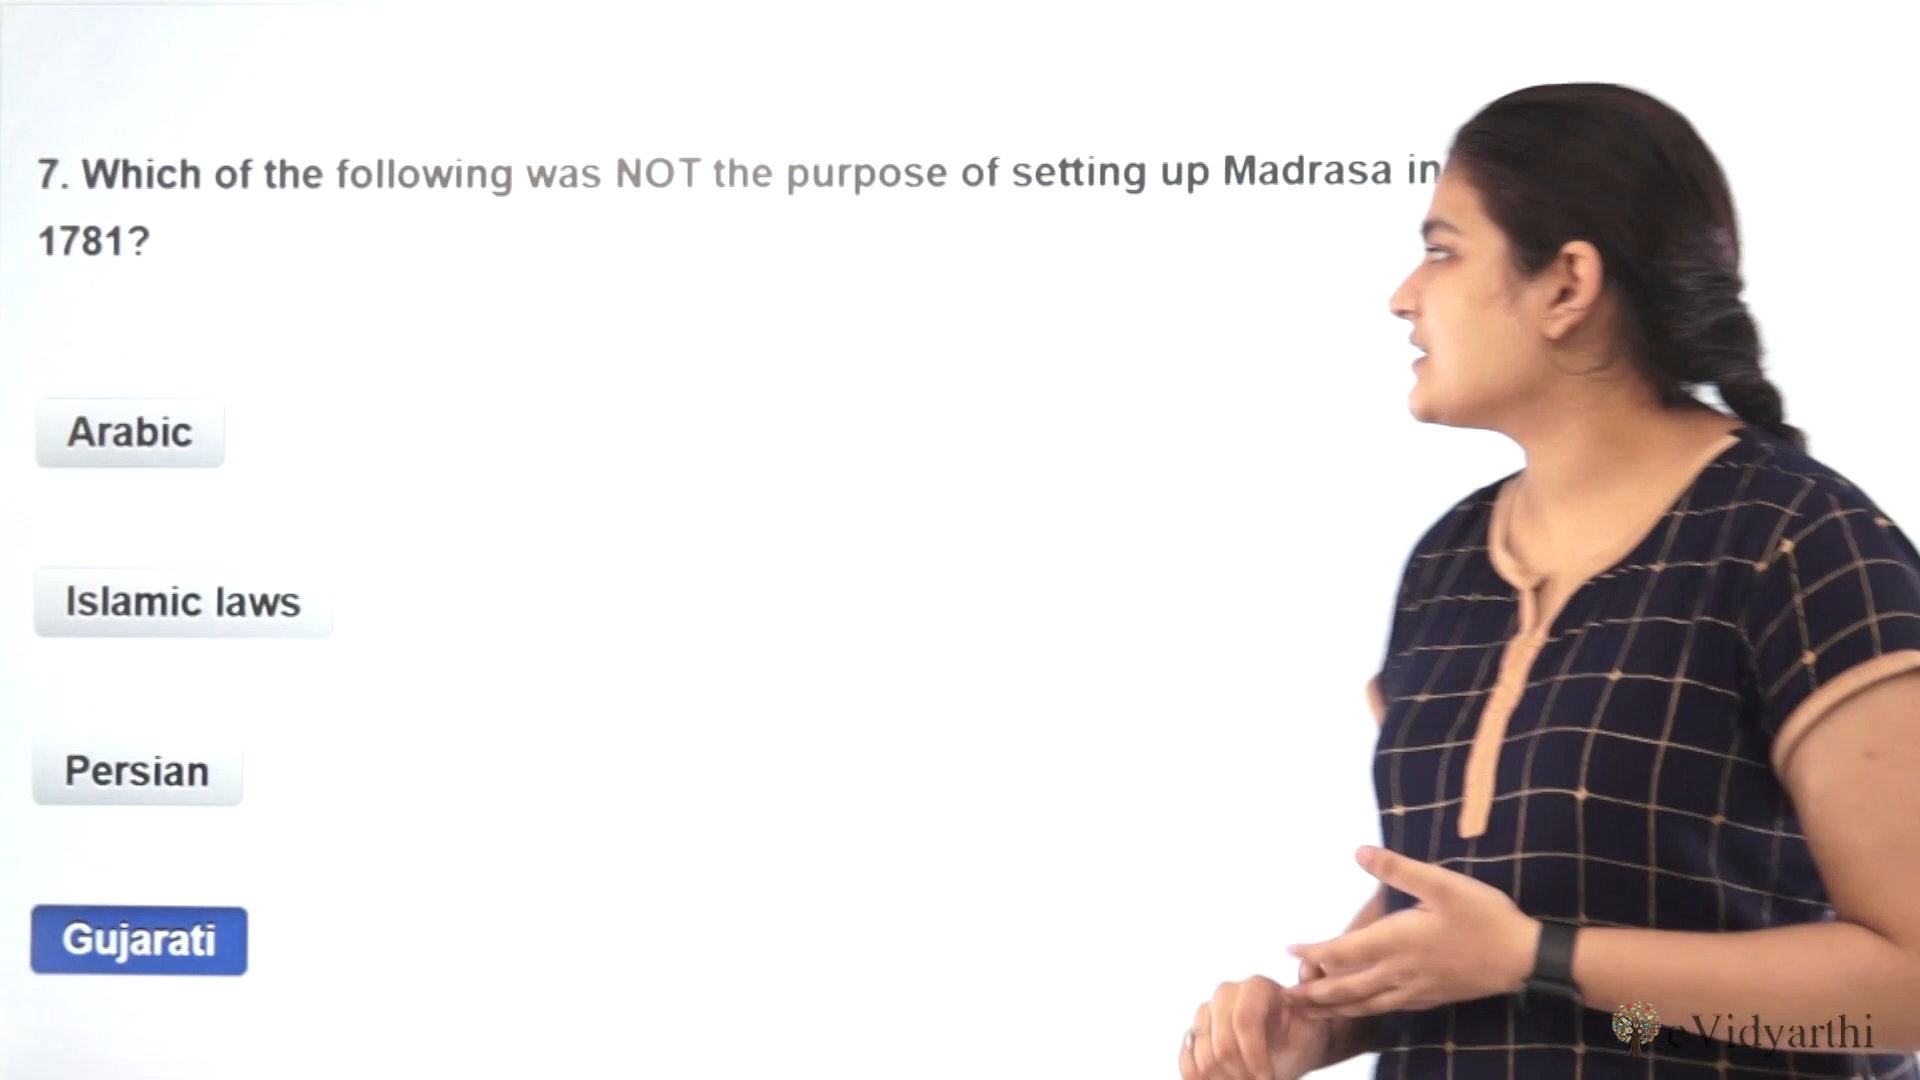 7. Which of the following was NOT the purpose of setting up Madrasa in
1781?
Arabic
Islamic laws
Persian
Gujarati
eVidyarthi